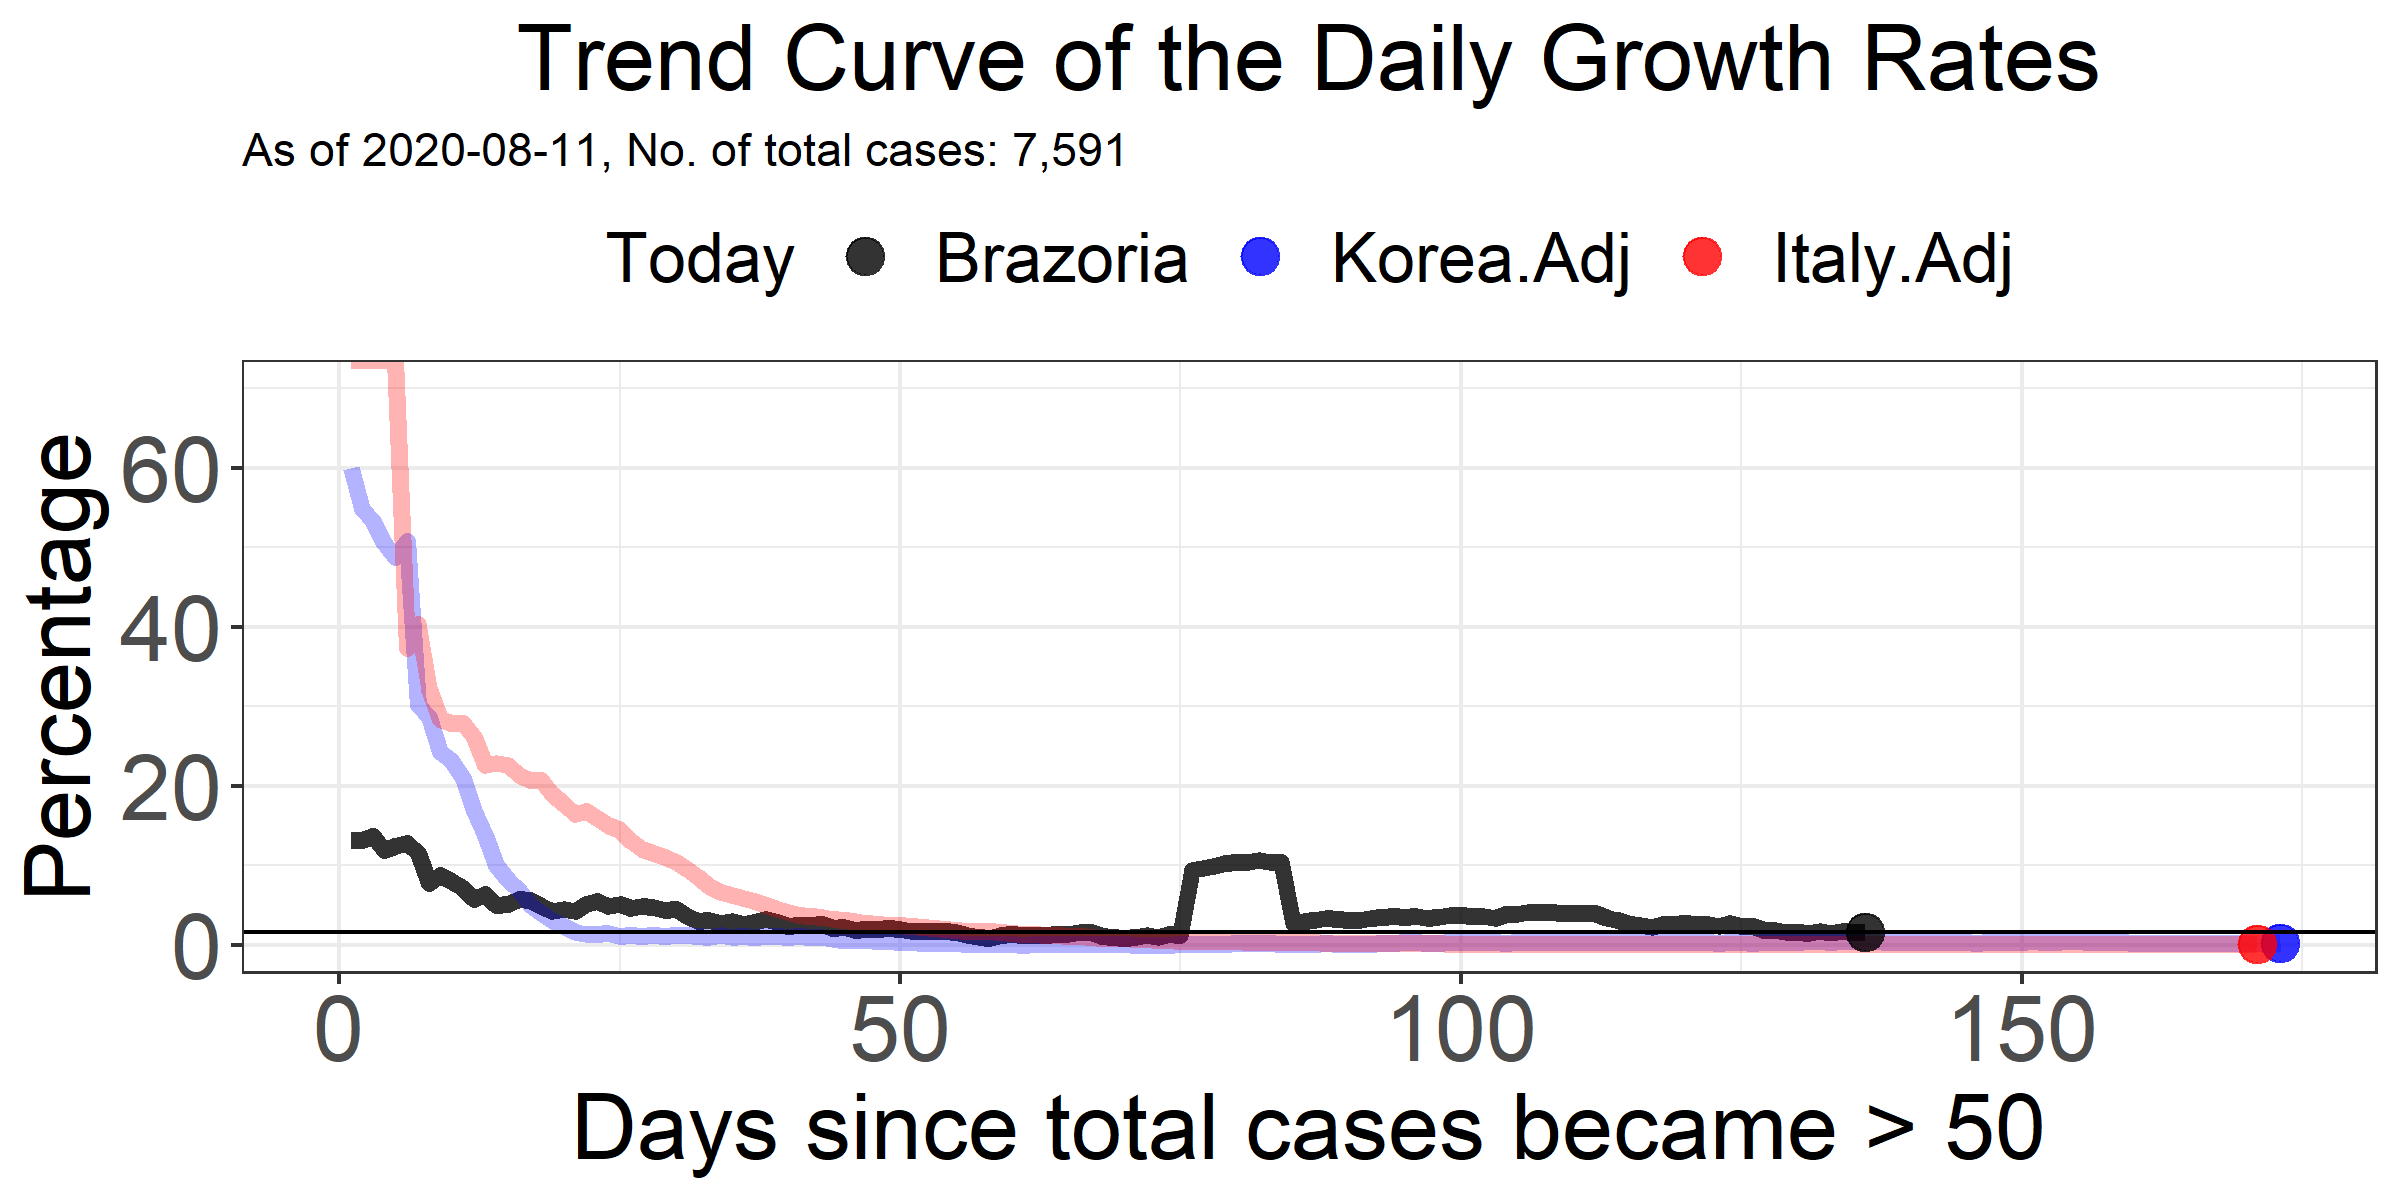 Trend Curve of the Daily Growth Rates
As of 2020-08-11, No. of total cases: 7,591
Today Brazoria Korea.Adj Italy.Adj
Percentage
60
40
20
0
0 50 100 150
Days since total cases became > 50